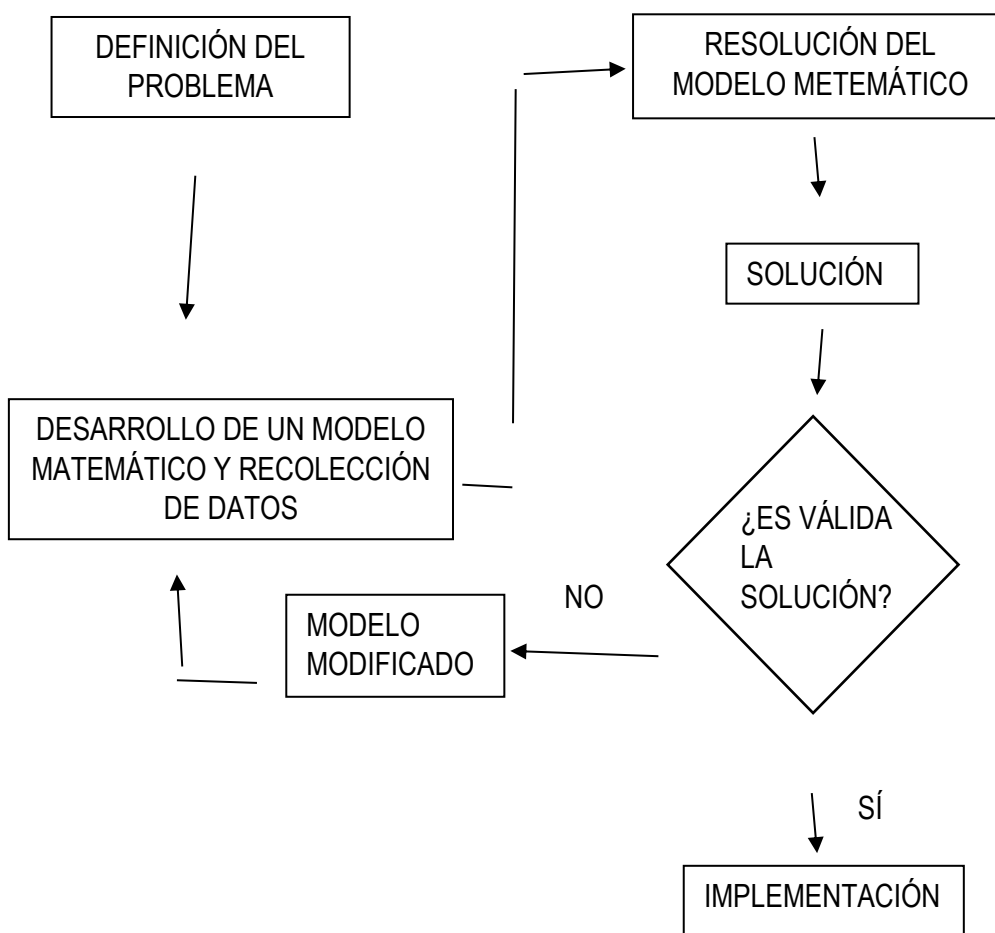 DEFINICIÓN DEL
PROBLEMA
RESOLUCIÓN DEL
MODELO METEMÁTICO
SOLUCIÓN
DESARROLLO DE UN MODELO
MATEMÁTICO Y RECOLECCIÓN
DE DATOS
¿ES VÁLIDA
LA
SOLUCIÓN?
NO
MODELO
MODIFICADO
SÍ
IMPLEMENTACIÓN